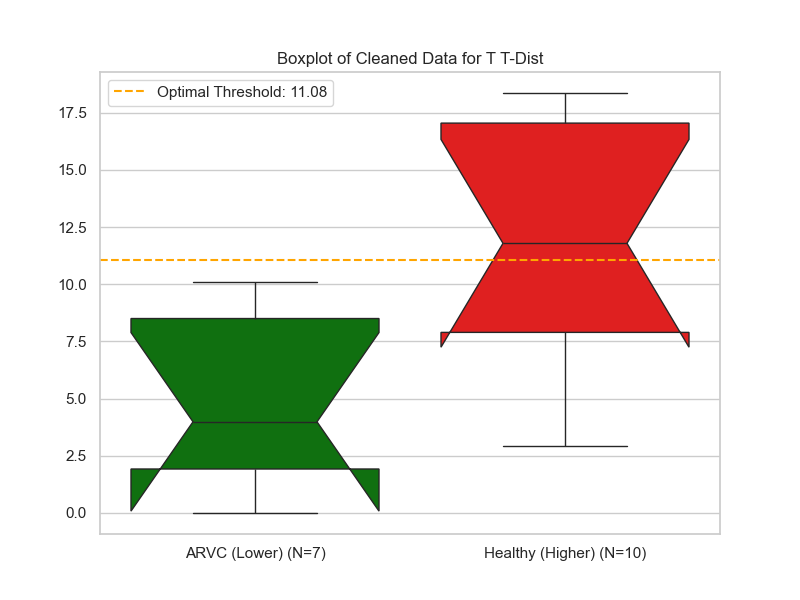 Boxplot of Cleaned Data for T T-Dist
Optimal Threshold: 11.08
17.5
15.0
12.5
10.0
7.5
5.0
2.5
0.0
ARVC (Lower) (N=7)
Healthy (Higher) (N=10)